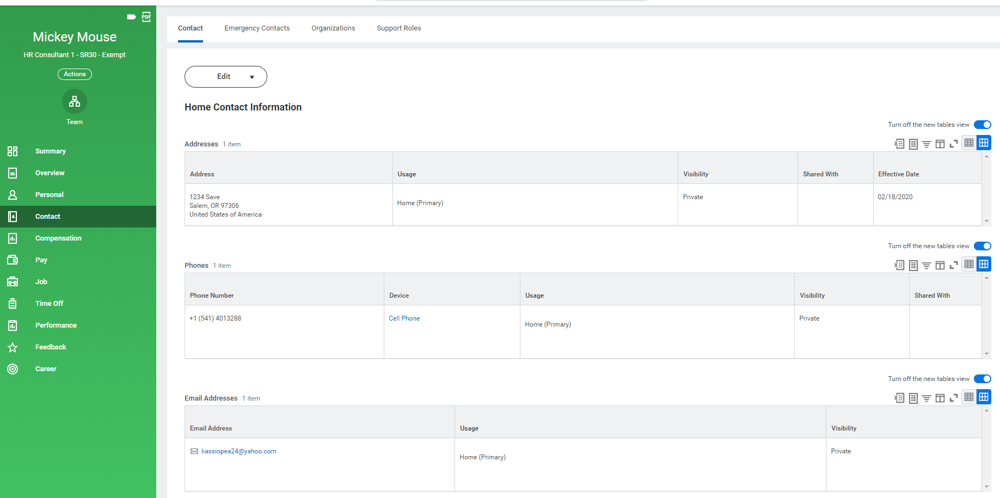 PDF
Mickey Mouse
HR Consultant 1 - SR30 - Exempt
Actions
Team
Summary
Overview
Personal
Contact
Compensation
Pay
Job
Time Off
Performance
Feedback
Career
Contact Emergency Contacts Organizations Support Roles
Edit
Home Contact Information
Turn off the new tables view
Addresses 1 item
Address Usage Visibility Shared With Effective Date
1234 Save
Salem, OR 97306
United States of America
Home (Primary)
Private
02/18/2020
Turn off the new tables view
Phones 1 item
Phone Number Device Usage Visibility Shared With
+1 (541) 4013288 Cell Phone Home (Primary) Private
Turn off the new tables view
Email Addresses 1 item
Email Address Usage Visibility
kassiopea24@yahoo.com Home (Primary) Private